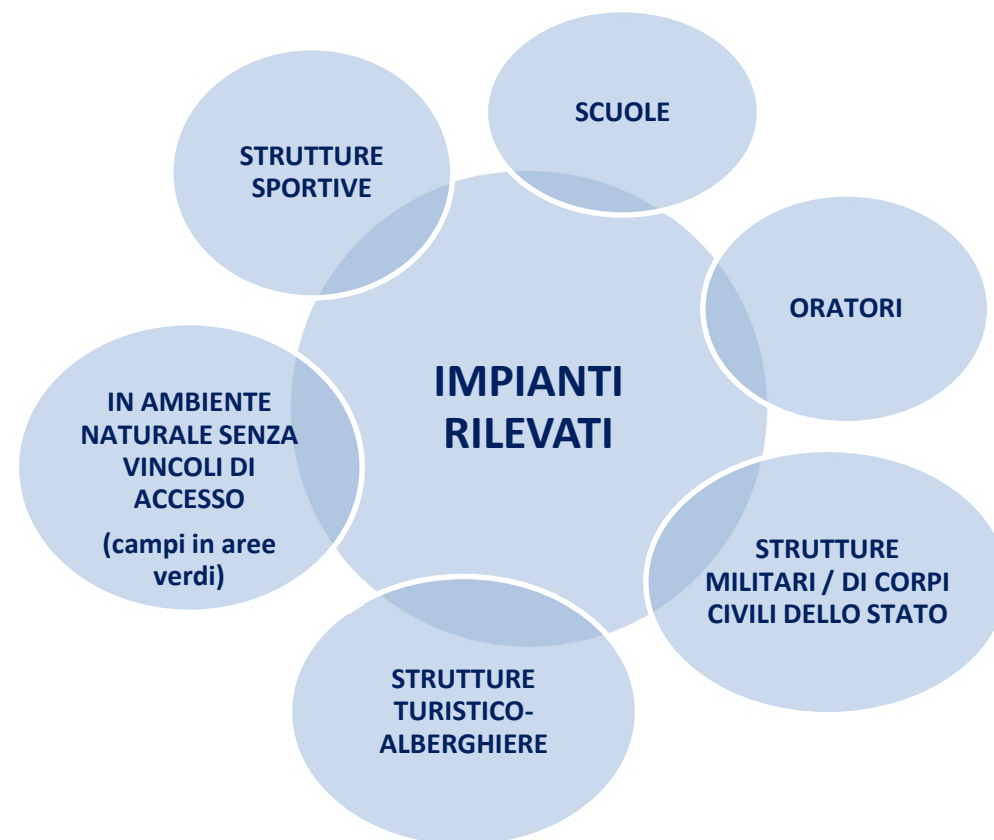 SCUOLE
STRUTTURE
SPORTIVE
ORATORI
IMPIANTI
RILEVATI
IN AMBIENTE
NATURALE SENZA
VINCOLI DI
ACCESSO
(campi in aree
verdi)
STRUTTURE
MILITARI / DI CORPI
CIVILI DELLO STATO
STRUTTURE
TURISTICO-
ALBERGHIERE